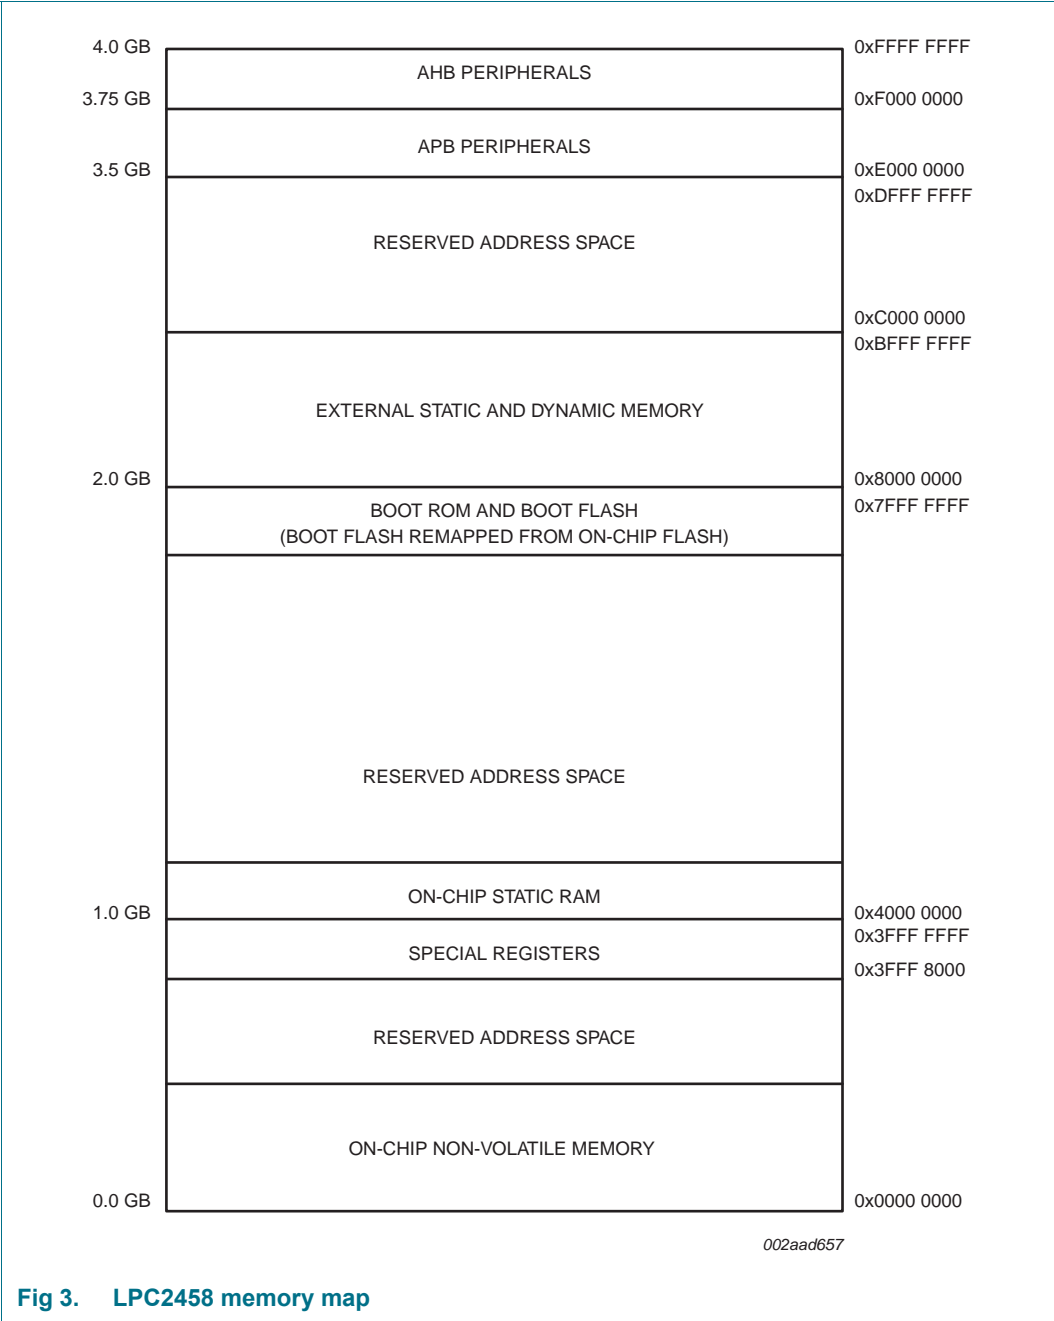 4.0 GB 0xFFFF FFFF
AHB PERIPHERALS
3.75 GB 0xF000 0000
APB PERIPHERALS
3.5 GB 0xE000 0000
0xDFFF FFFF
RESERVED ADDRESS SPACE
0xC000 0000
0xBFFF FFFF
EXTERNAL STATIC AND DYNAMIC MEMORY
2.0 GB 0x8000 0000
BOOT ROM AND BOOT FLASH 0x7FFF FFFF
(BOOT FLASH REMAPPED FROM ON-CHIP FLASH)
RESERVED ADDRESS SPACE
ON-CHIP STATIC RAM
1.0 GB 0x4000 0000
0x3FFF FFFF
SPECIAL REGISTERS
0x3FFF 8000
RESERVED ADDRESS SPACE
ON-CHIP NON-VOLATILE MEMORY
0.0 GB 0x0000 0000
002aad657
Fig 3. LPC2458 memory map